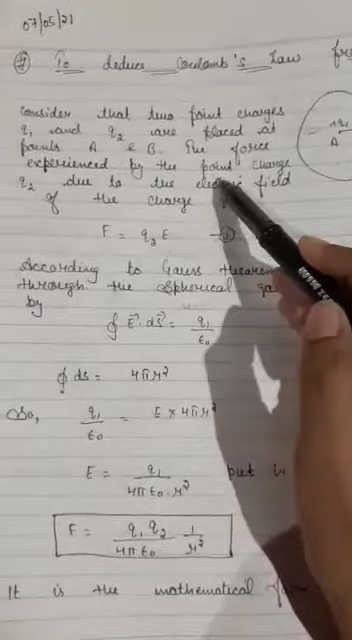 07/05/21
# To deduce Coulomb's Law
Consider that two point charges
q₁ and q₂ are placed at
points A & B. The force
experienced by the point charge
q₂ due to the electric field
of the charge
F = q₂ E — ①
According to Gauss theorem
through the spherical
by
∮ E⃗·ds⃗ = q₁/ε₀
∮ ds = 4πr²
So, q₁/ε₀ = E × 4πr²
E = q₁/4πε₀·r² put in
F = q₁q₂/4πε₀ 1/r²
It is the mathematical
+q₁
A